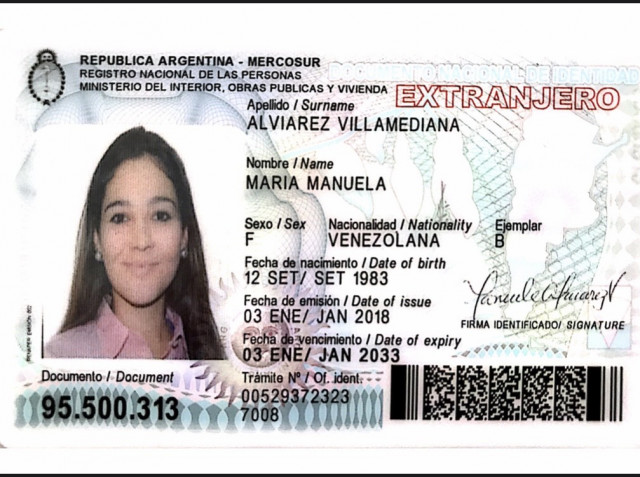 REPUBLICA ARGENTINA - MERCOSUR
REGISTRO NACIONAL DE LAS PERSONAS
MINISTERIO DEL INTERIOR, OBRAS PUBLICAS Y VIVIENDA
DOCUMENTO NACIONAL DE IDENTIDAD
EXTRANJERO
Apellido / Surname
ALVIAREZ VILLAMEDIANA
Nombre / Name
MARIA MANUELA
Sexo / Sex Nacionalidad / Nationality Ejemplar
F VENEZOLANA B
Fecha de nacimiento / Date of birth
12 SET/ SET 1983
Fecha de emisión / Date of issue
03 ENE/ JAN 2018
FIRMA IDENTIFICADO/ SIGNATURE
Fecha de vencimiento / Date of expiry
03 ENE/ JAN 2033
Documento / Document Trámite Nº / Of. ident.
95.500.313 00529372323
7008